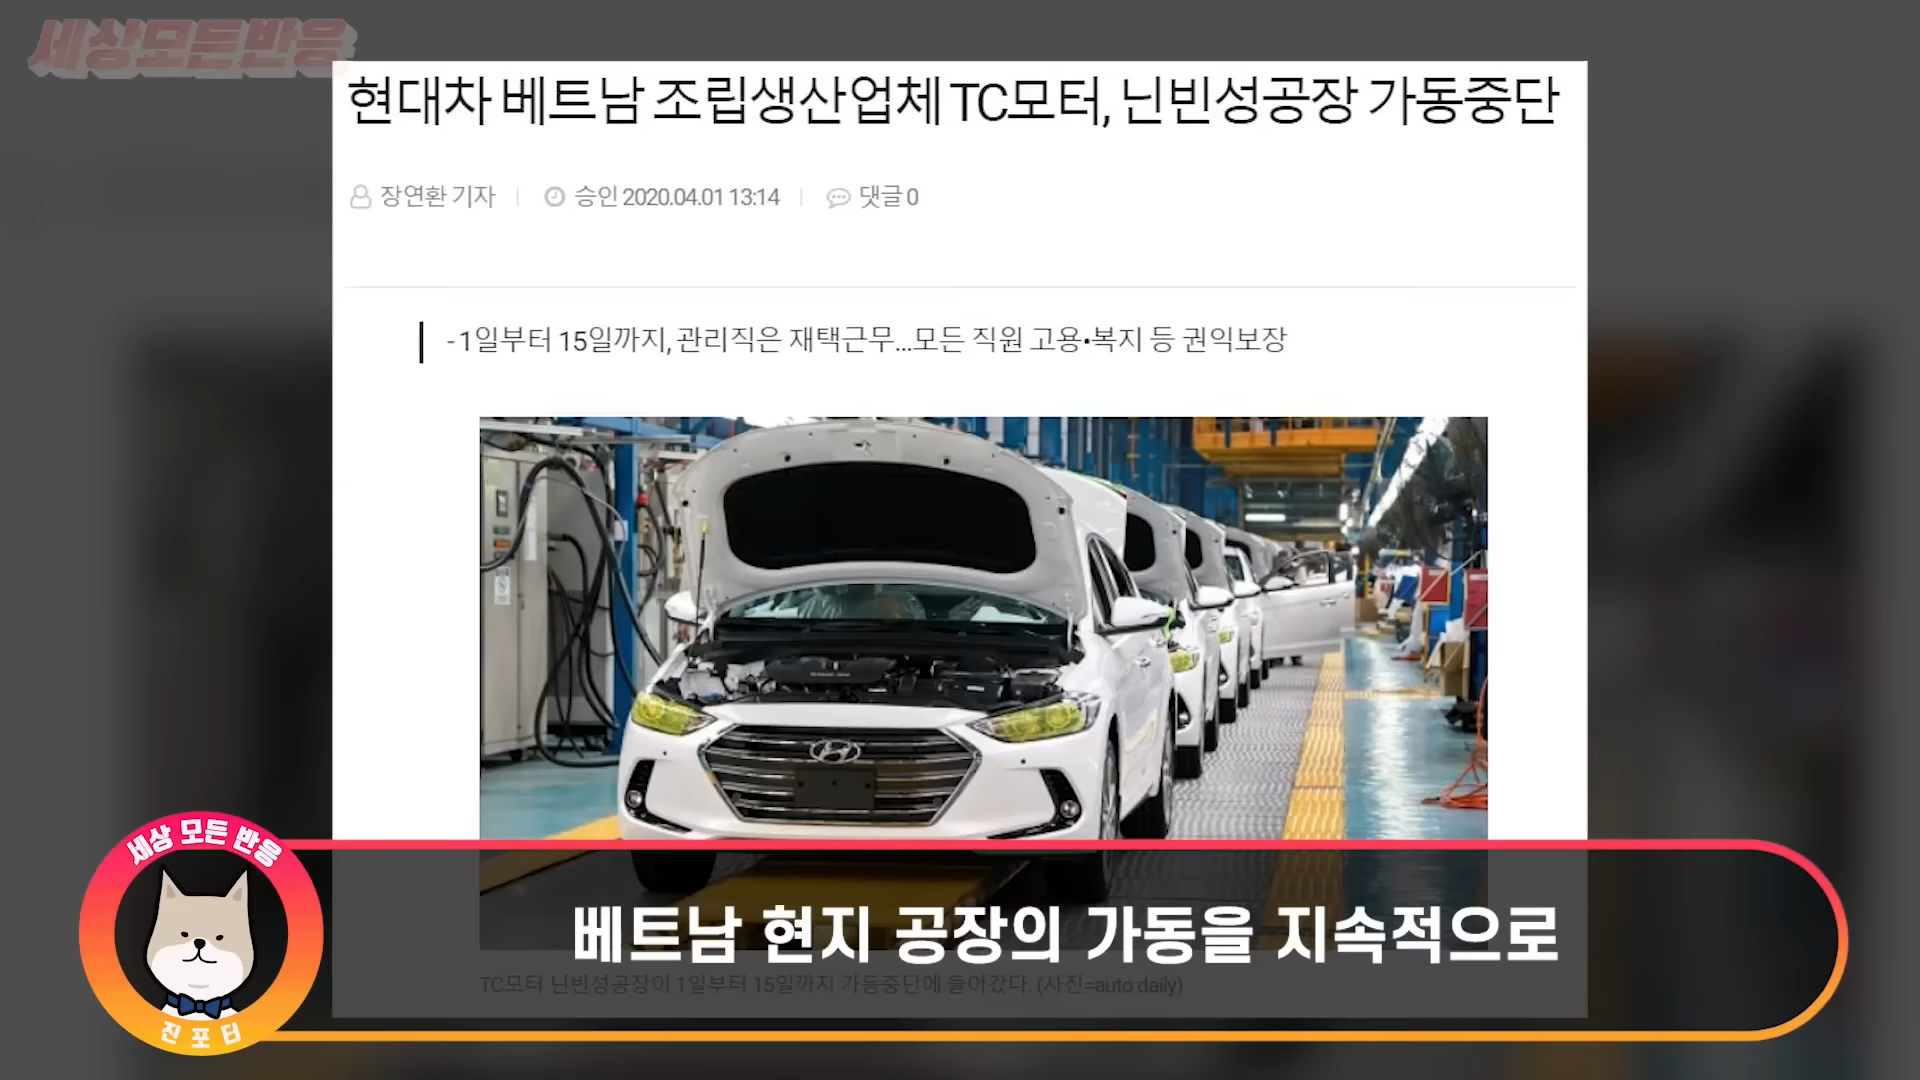 세상모든반응
현대차 베트남 조립생산업체 TC모터, 닌빈성공장 가동중단
장연환 기자
승인 2020.04.01 13:14
댓글 0
- 1일부터 15일까지, 관리직은 재택근무...모든 직원 고용•복지 등 권익보장
세상 모든 반응
베트남 현지 공장의 가동을 지속적으로
TC모터 닌빈성공장이 1일부터 15일까지 가동중단에 들어갔다. (사진=auto daily)
진포터